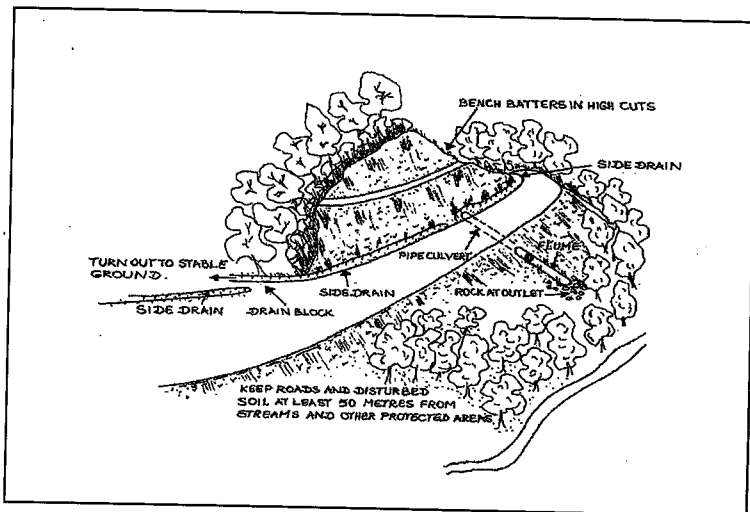 BENCH BATTERS IN HIGH CUTS
SIDE DRAIN
TURN OUT TO STABLE
GROUND.
PIPE CULVERT
FLUME
SIDE DRAIN
ROCK AT OUTLET
SIDE DRAIN
DRAIN BLOCK
KEEP ROADS AND DISTURBED
SOIL AT LEAST 50 METRES FROM
STREAMS AND OTHER PROTECTED AREAS